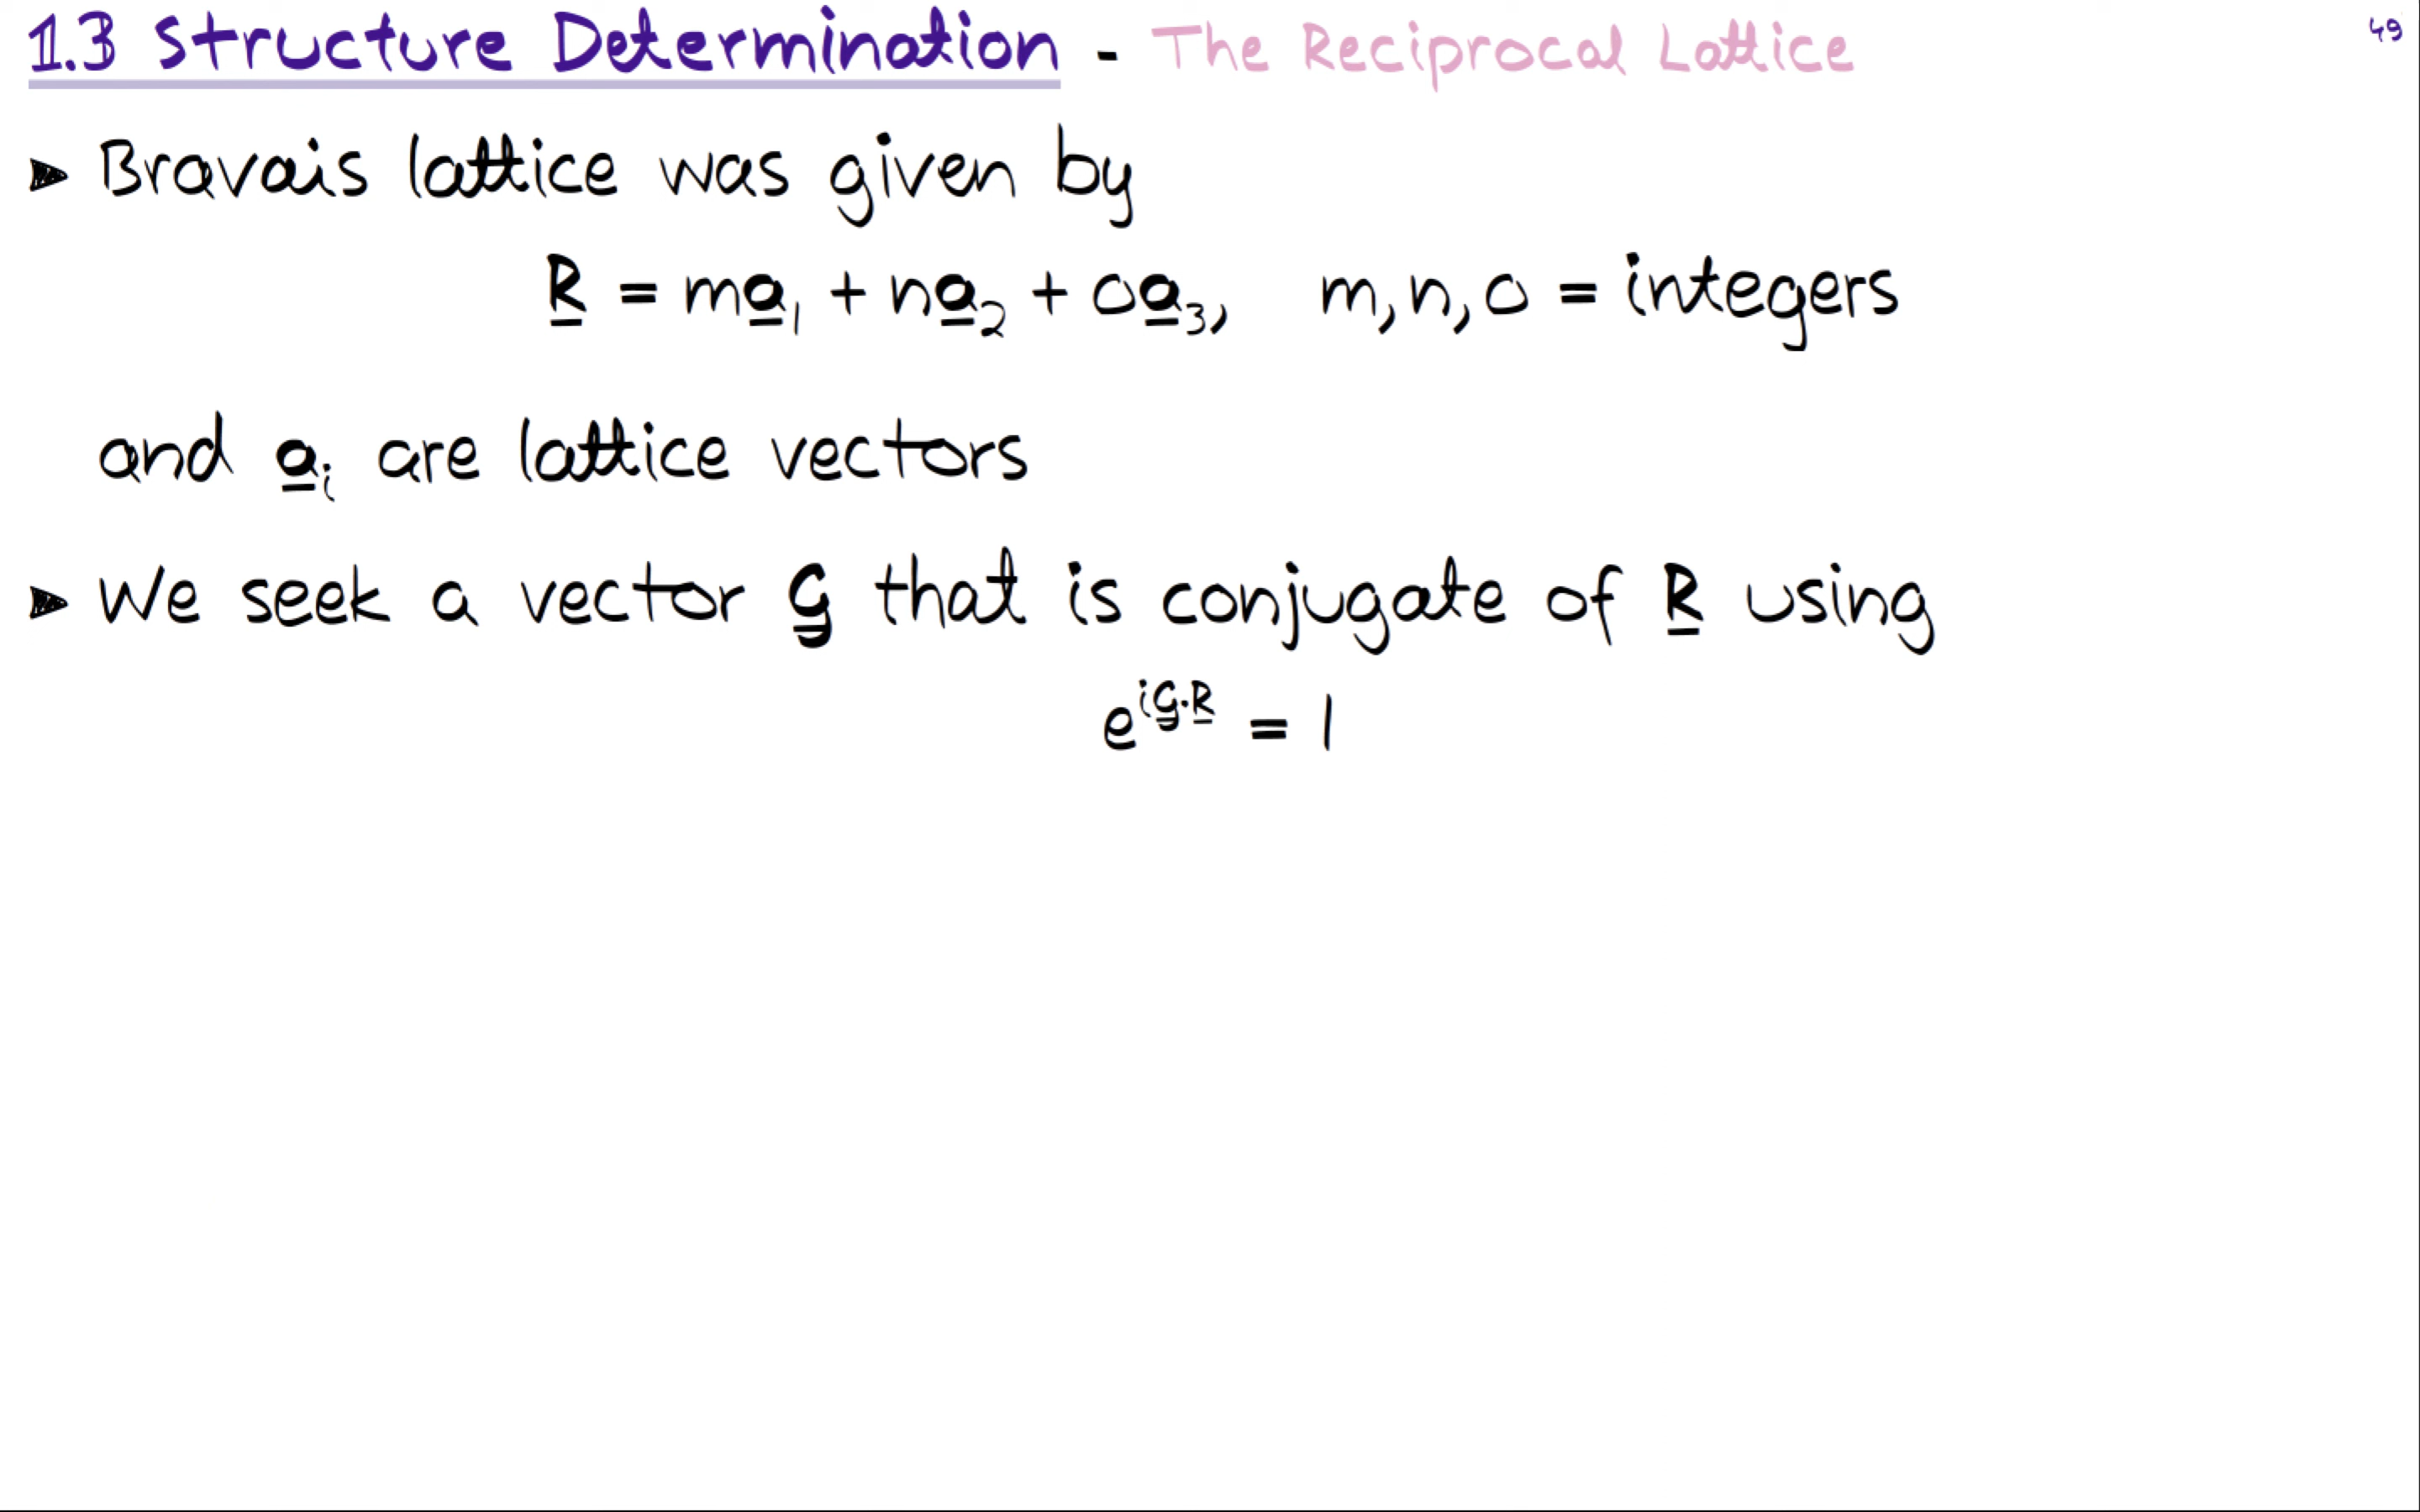 1.3 Structure Determination - The Reciprocal Lattice 49
▸ Bravais lattice was given by
R = ma₁ + na₂ + oa₃, m, n, o = integers
and aᵢ are lattice vectors
▸ We seek a vector G that is conjugate of R using
e^{iG·R} = 1